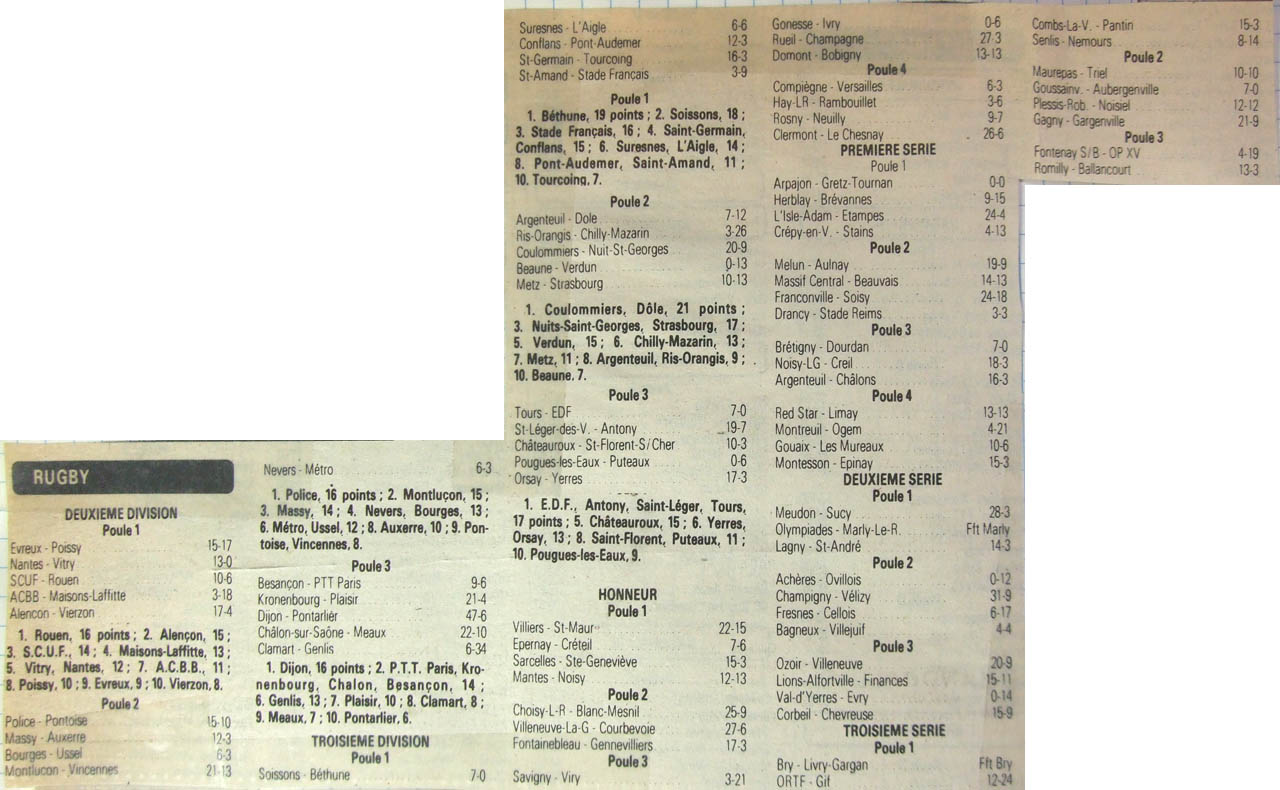 RUGBY
DEUXIEME DIVISION
Poule 1
Evreux - Poissy 15-17
Nantes - Vitry 13-0
SCUF - Rouen 10-6
ACBB - Maisons-Laffitte 3-18
Alencon - Vierzon 17-4
1. Rouen, 16 points ; 2. Alençon, 15 ;
3. S.C.U.F., 14 ; 4. Maisons-Laffitte, 13 ;
5. Vitry, Nantes, 12 ; 7. A.C.B.B., 11 ;
8. Poissy, 10 ; 9. Evreux, 9 ; 10. Vierzon, 8.
Poule 2
Police - Pontoise 15-10
Massy - Auxerre 12-3
Bourges - Ussel 6-3
Montlucon - Vincennes 21-13
Nevers - Métro 6-3
1. Police, 16 points ; 2. Montluçon, 15 ;
3. Massy, 14 ; 4. Nevers, Bourges, 13 ;
6. Métro, Ussel, 12 ; 8. Auxerre, 10 ; 9. Pon-
toise, Vincennes, 8.
Poule 3
Besançon - PTT Paris 9-6
Kronenbourg - Plaisir 21-4
Dijon - Pontarlier 47-6
Châlon-sur-Saône - Meaux 22-10
Clamart - Genlis 6-34
1. Dijon, 16 points ; 2. P.T.T. Paris, Kro-
nenbourg, Chalon, Besançon, 14 ;
6. Genlis, 13 ; 7. Plaisir, 10 ; 8. Clamart, 8 ;
9. Meaux, 7 ; 10. Pontarlier, 6.
TROISIEME DIVISION
Poule 1
Soissons - Béthune 7-0
Suresnes - L'Aigle 6-6
Conflans - Pont-Audemer 12-3
St-Germain - Tourcoing 16-3
St-Amand - Stade Français 3-9
Poule 1
1. Béthune, 19 points ; 2. Soissons, 18 ;
3. Stade Français, 16 ; 4. Saint-Germain,
Conflans, 15 ; 6. Suresnes, L'Aigle, 14 ;
8. Pont-Audemer, Saint-Amand, 11 ;
10. Tourcoing, 7.
Poule 2
Argenteuil - Dole 7-12
Ris-Orangis - Chilly-Mazarin 3-26
Coulommiers - Nuit-St-Georges 20-9
Beaune - Verdun 0-13
Metz - Strasbourg 10-13
1. Coulommiers, Dôle, 21 points ;
3. Nuits-Saint-Georges, Strasbourg, 17 ;
5. Verdun, 15 ; 6. Chilly-Mazarin, 13 ;
7. Metz, 11 ; 8. Argenteuil, Ris-Orangis, 9 ;
10. Beaune, 7.
Poule 3
Tours - EDF 7-0
St-Léger-des-V. - Antony 19-7
Châteauroux - St-Florent-S/Cher 10-3
Pougues-les-Eaux - Puteaux 0-6
Orsay - Yerres 17-3
1. E.D.F., Antony, Saint-Léger, Tours,
17 points ; 5. Châteauroux, 15 ; 6. Yerres,
Orsay, 13 ; 8. Saint-Florent, Puteaux, 11 ;
10. Pougues-les-Eaux, 9.
HONNEUR
Poule 1
Villiers - St-Maur 22-15
Epernay - Créteil 7-6
Sarcelles - Ste-Geneviève 15-3
Mantes - Noisy 12-13
Poule 2
Choisy-L-R - Blanc-Mesnil 25-9
Villeneuve-La-G - Courbevoie 27-6
Fontainebleau - Gennevilliers 17-3
Poule 3
Savigny - Viry 3-21
Gonesse - Ivry 0-6
Rueil - Champagne 27-3
Domont - Bobigny 13-13
Poule 4
Compiègne - Versailles 6-3
Hay-LR - Rambouillet 3-6
Rosny - Neuilly 9-7
Clermont - Le Chesnay 26-6
PREMIERE SERIE
Poule 1
Arpajon - Gretz-Tournan 0-0
Herblay - Brévannes 9-15
L'Isle-Adam - Etampes 24-4
Crépy-en-V. - Stains 4-13
Poule 2
Melun - Aulnay 19-9
Massif Central - Beauvais 14-13
Franconville - Soisy 24-18
Drancy - Stade Reims 3-3
Poule 3
Brétigny - Dourdan 7-0
Noisy-LG - Creil 18-3
Argenteuil - Châlons 16-3
Poule 4
Red Star - Limay 13-13
Montreuil - Ogem 4-21
Gouaix - Les Mureaux 10-6
Montesson - Epinay 15-3
DEUXIEME SERIE
Poule 1
Meudon - Sucy 28-3
Olympiades - Marly-Le-R. Fft Marly
Lagny - St-André 14-3
Poule 2
Achères - Ovillois 0-12
Champigny - Vélizy 31-9
Fresnes - Cellois 6-17
Bagneux - Villejuif 4-4
Poule 3
Ozoir - Villeneuve 20-9
Lions-Alfortville - Finances 15-11
Val-d'Yerres - Evry 0-14
Corbeil - Chevreuse 15-9
TROISIEME SERIE
Poule 1
Bry - Livry-Gargan Fft Bry
ORTF - Gif 12-24
Combs-La-V. - Pantin 15-3
Senlis - Nemours 8-14
Poule 2
Maurepas - Triel 10-10
Goussainv. - Aubergenville 7-0
Plessis-Rob. - Noisiel 12-12
Gagny - Gargenville 21-9
Poule 3
Fontenay S/B - OP XV 4-19
Romilly - Ballancourt 13-3